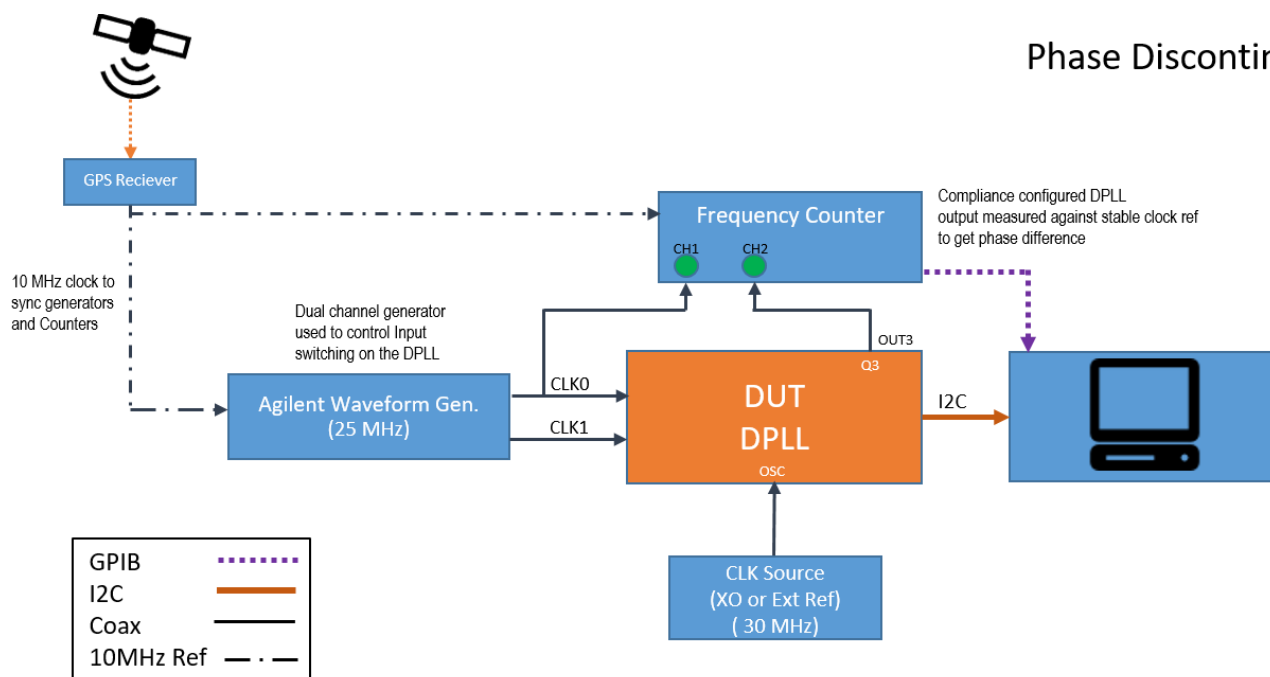 Phase Discontin
GPS Reciever
Compliance configured DPLL
output measured against stable clock ref
to get phase difference
Frequency Counter
CH1
CH2
10 MHz clock to
sync generators
and Counters
Dual channel generator
used to control Input
switching on the DPLL
OUT3
Q3
Agilent Waveform Gen.
(25 MHz)
CLK0
CLK1
DUT
DPLL
OSC
I2C
CLK Source
(XO or Ext Ref)
( 30 MHz)
GPIB
I2C
Coax
10MHz Ref